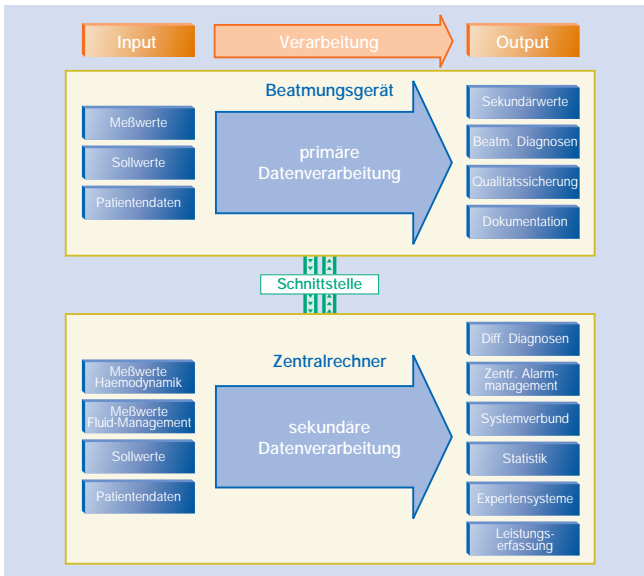 Input
Verarbeitung
Output
Beatmungsgerät
Meßwerte
Sollwerte
Patientendaten
primäre
Datenverarbeitung
Sekundärwerte
Beatm. Diagnosen
Qualitätssicherung
Dokumentation
Schnittstelle
Zentralrechner
Meßwerte
Haemodynamik
Meßwerte
Fluid-Management
Sollwerte
Patientendaten
sekundäre
Datenverarbeitung
Diff. Diagnosen
Zentr. Alarm-
management
Systemverbund
Statistik
Expertensysteme
Leistungs-
erfassung